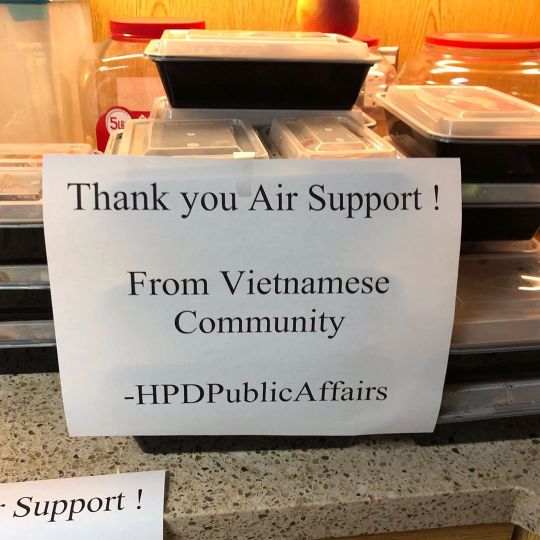 5LB
Thank you Air Support !
From Vietnamese
Community
-HPDPublicAffairs
Support !